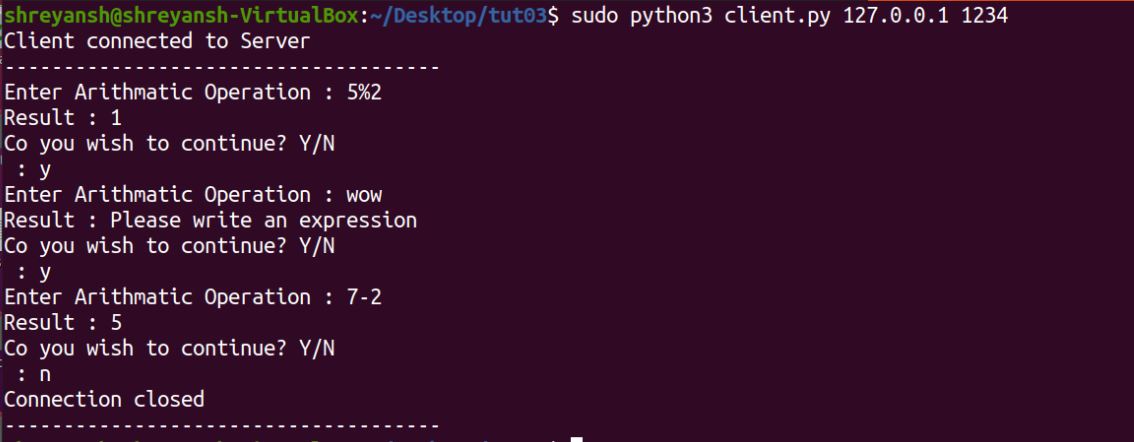 shreyansh@shreyansh-VirtualBox:~/Desktop/tut03$ sudo python3 client.py 127.0.0.1 1234
Client connected to Server
-------------------------------------
Enter Arithmatic Operation : 5%2
Result : 1
Co you wish to continue? Y/N
 : y
Enter Arithmatic Operation : wow
Result : Please write an expression
Co you wish to continue? Y/N
 : y
Enter Arithmatic Operation : 7-2
Result : 5
Co you wish to continue? Y/N
 : n
Connection closed
-------------------------------------